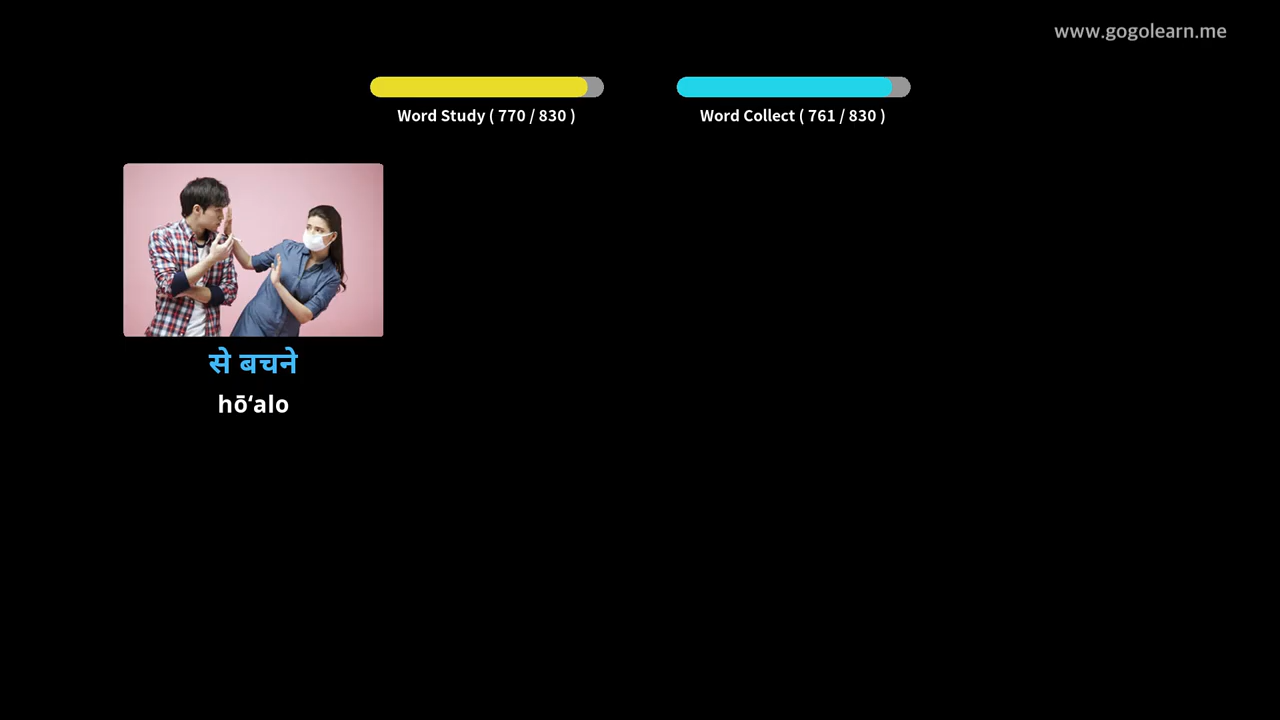 www.gogolearn.me
Word Study ( 770 / 830 )
Word Collect ( 761 / 830 )
से बचने
hōʻalo